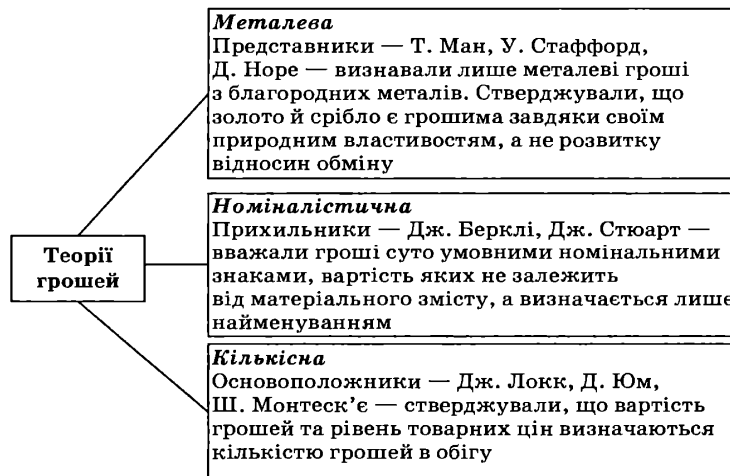 Металева
Представники — Т. Ман, У. Стаффорд,
Д. Норе — визнавали лише металеві гроші
з благородних металів. Стверджували, що
золото й срібло є грошима завдяки своїм
природним властивостям, а не розвитку
відносин обміну
Теорії
грошей
Номіналістична
Прихильники — Дж. Берклі, Дж. Стюарт —
вважали гроші суто умовними номінальними
знаками, вартість яких не залежить
від матеріального змісту, а визначається лише
найменуванням
Кількісна
Основоположники — Дж. Локк, Д. Юм,
Ш. Монтеск’є — стверджували, що вартість
грошей та рівень товарних цін визначаються
кількістю грошей в обігу